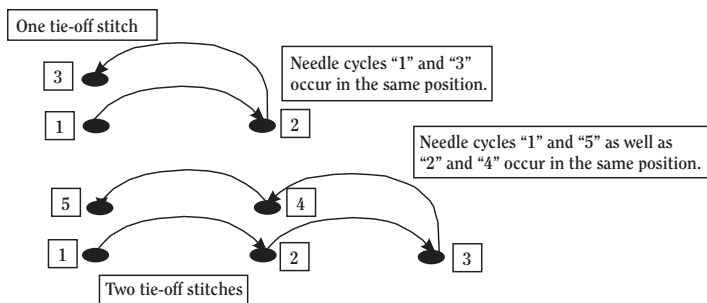 One tie-off stitch
3
Needle cycles “1” and “3”
occur in the same position.
1
2
Needle cycles “1” and “5” as well as
“2” and “4” occur in the same position.
5
4
1
2
3
Two tie-off stitches